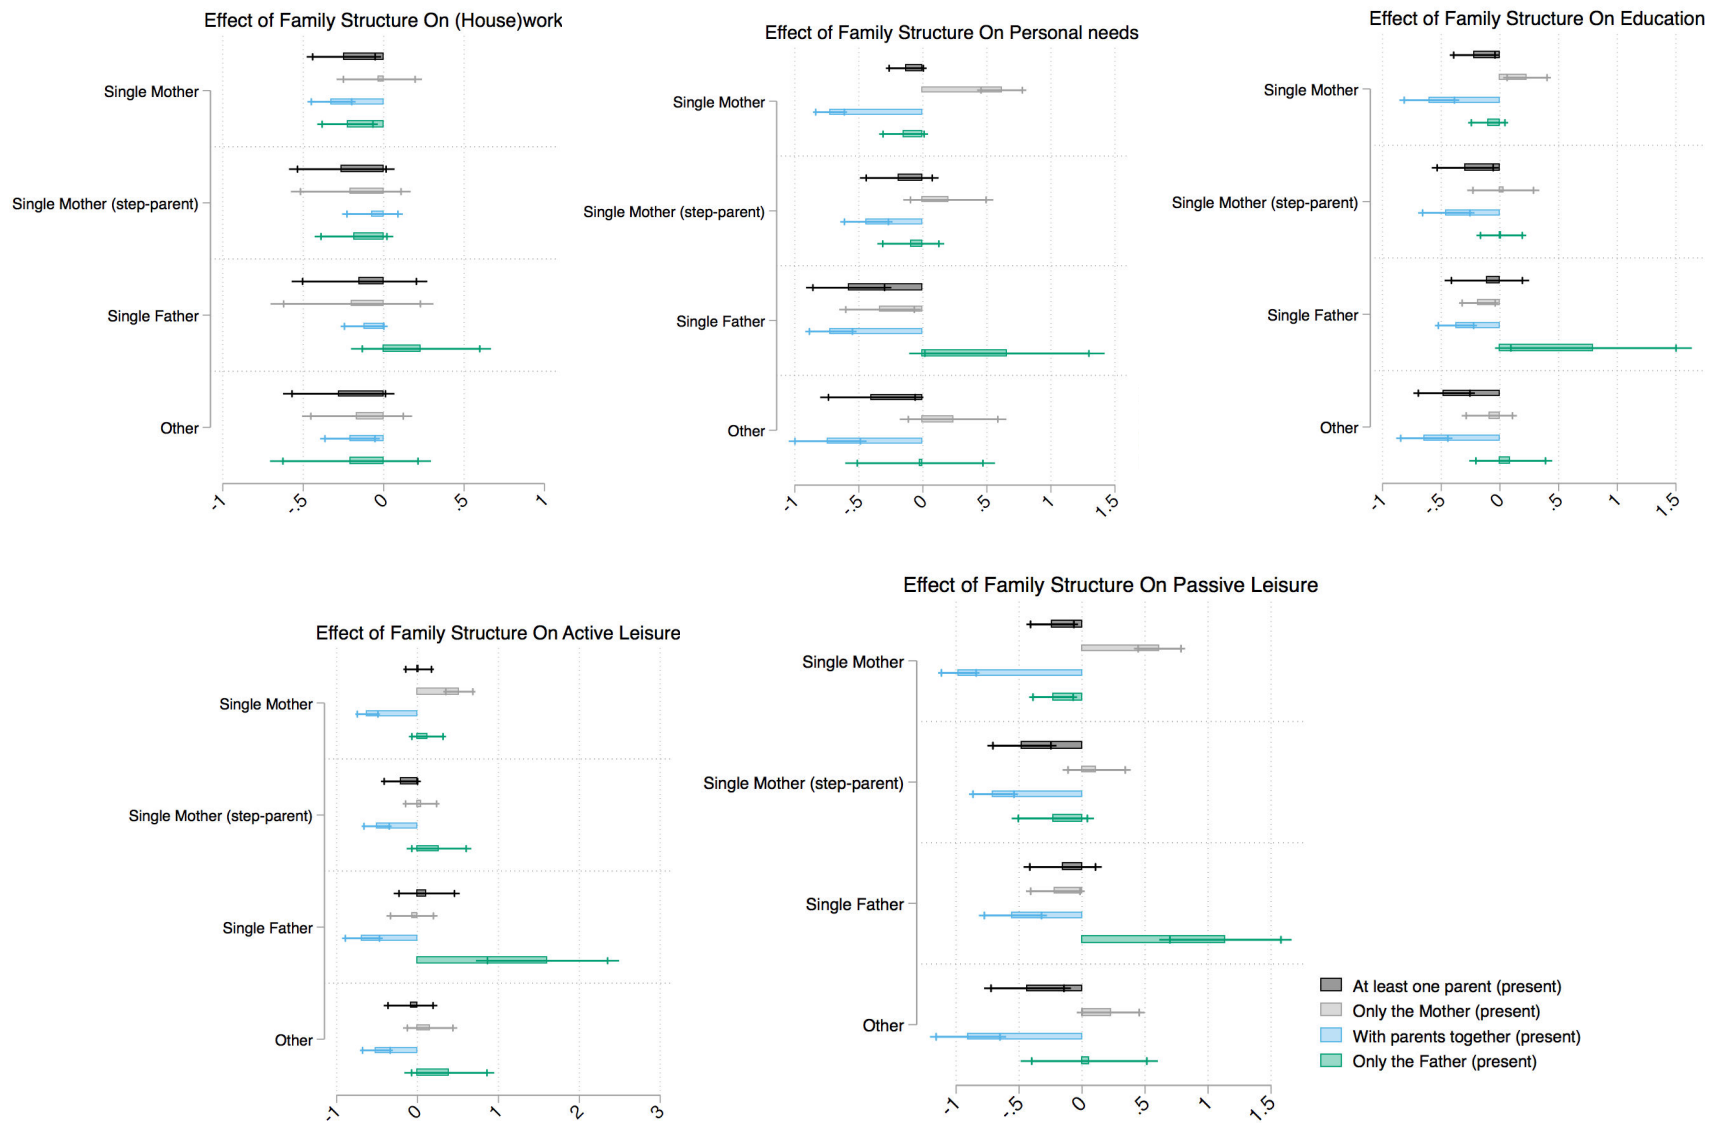 Effect of Family Structure On (House)work
Single Mother
Single Mother (step-parent)
Single Father
Other
-1
-.5
0
.5
1
Effect of Family Structure On Personal needs
Single Mother
Single Mother (step-parent)
Single Father
Other
-1
-.5
0
.5
1
1.5
Effect of Family Structure On Education
Single Mother
Single Mother (step-parent)
Single Father
Other
-1
-.5
0
.5
1
1.5
Effect of Family Structure On Active Leisure
Single Mother
Single Mother (step-parent)
Single Father
Other
-1
0
1
2
3
Effect of Family Structure On Passive Leisure
Single Mother
Single Mother (step-parent)
Single Father
Other
-1
-.5
0
.5
1
1.5
At least one parent (present)
Only the Mother (present)
With parents together (present)
Only the Father (present)